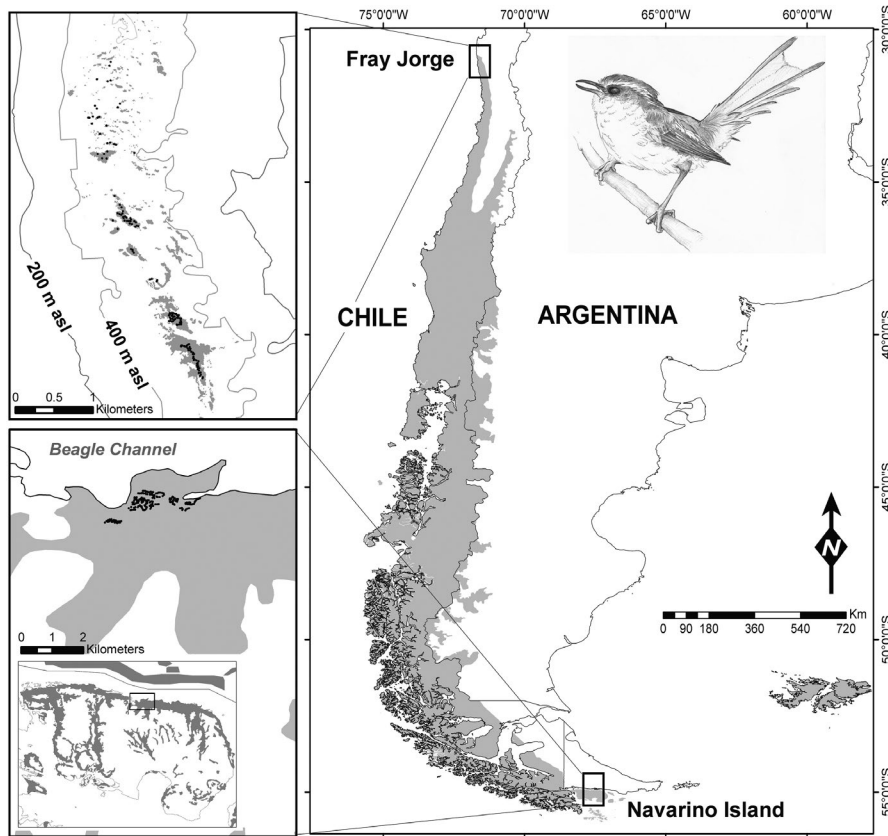 75°0'0"W 70°0'0"W 65°0'0"W 60°0'0"W
30°0'0"S
35°0'0"S
40°0'0"S
45°0'0"S
50°0'0"S
55°0'0"S
Fray Jorge
CHILE
ARGENTINA
200 m asl
400 m asl
0 0.5 1
Kilometers
Beagle Channel
0 1 2
Kilometers
N
Km
0 90 180 360 540 720
Navarino Island